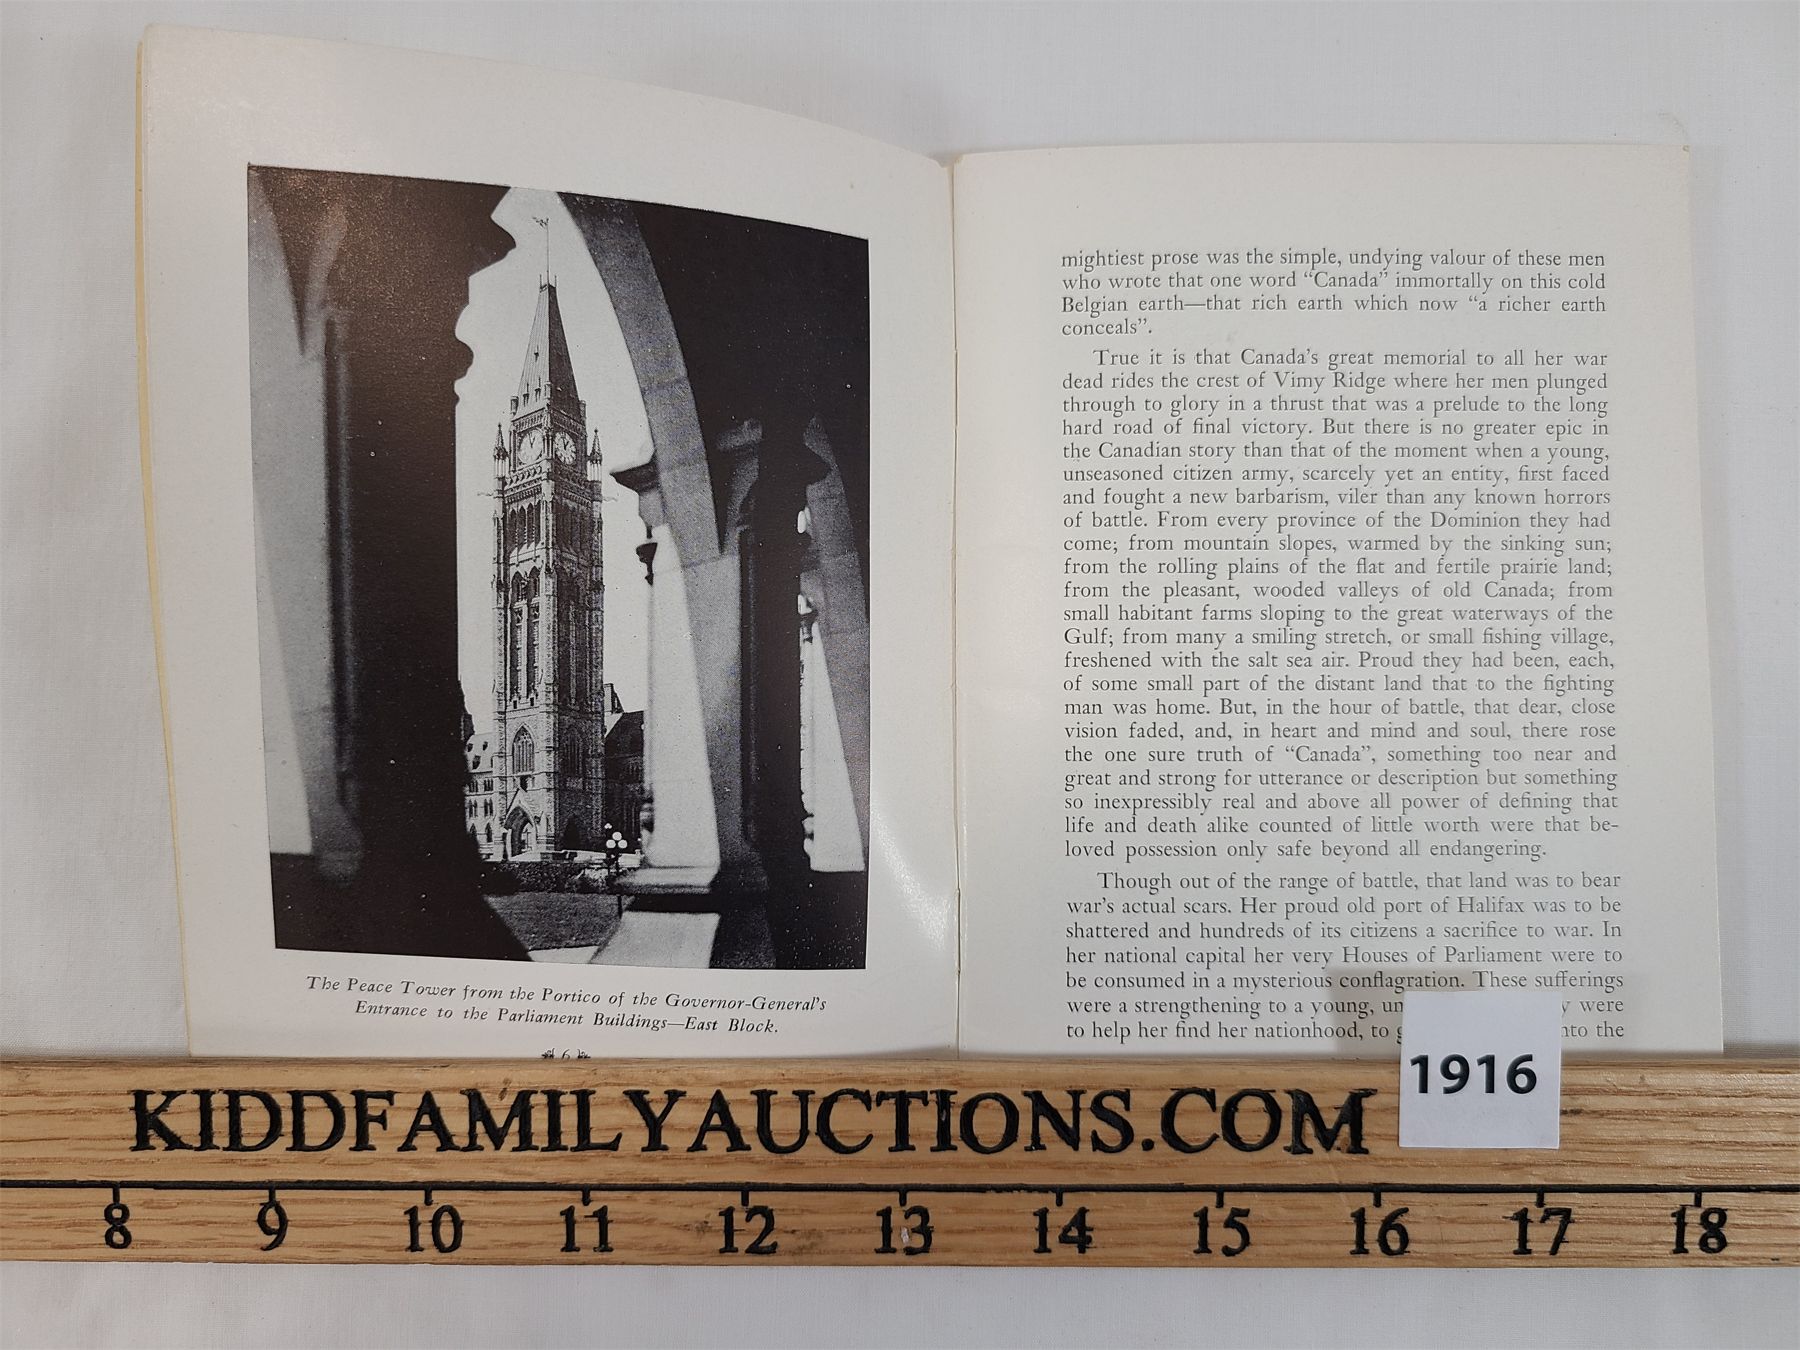 The Peace Tower from the Portico of the Governor-General's
Entrance to the Parliament Buildings—East Block.
6
mightiest prose was the simple, undying valour of these men
who wrote that one word “Canada” immortally on this cold
Belgian earth—that rich earth which now “a richer earth
conceals”.
True it is that Canada's great memorial to all her war
dead rides the crest of Vimy Ridge where her men plunged
through to glory in a thrust that was a prelude to the long
hard road of final victory. But there is no greater epic in
the Canadian story than that of the moment when a young,
unseasoned citizen army, scarcely yet an entity, first faced
and fought a new barbarism, viler than any known horrors
of battle. From every province of the Dominion they had
come; from mountain slopes, warmed by the sinking sun;
from the rolling plains of the flat and fertile prairie land;
from the pleasant, wooded valleys of old Canada; from
small habitant farms sloping to the great waterways of the
Gulf; from many a smiling stretch, or small fishing village,
freshened with the salt sea air. Proud they had been, each,
of some small part of the distant land that to the fighting
man was home. But, in the hour of battle, that dear, close
vision faded, and, in heart and mind and soul, there rose
the one sure truth of “Canada”, something too near and
great and strong for utterance or description but something
so inexpressibly real and above all power of defining that
life and death alike counted of little worth were that be-
loved possession only safe beyond all endangering.
Though out of the range of battle, that land was to bear
war's actual scars. Her proud old port of Halifax was to be
shattered and hundreds of its citizens a sacrifice to war. In
her national capital her very Houses of Parliament were to
be consumed in a mysterious conflagration. These sufferings
were a strengthening to a young, were
to help her find her nationhood, to the
1916
KIDDFAMILYAUCTIONS.COM
8 9 10 11 12 13 14 15 16 17 18